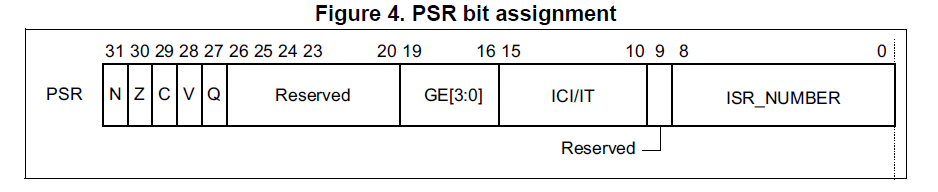 Figure 4. PSR bit assignment
31 30 29 28 27 26 25 24 23 20 19 16 15 10 9 8 0
PSR N Z C V Q Reserved GE[3:0] ICI/IT ISR_NUMBER
Reserved